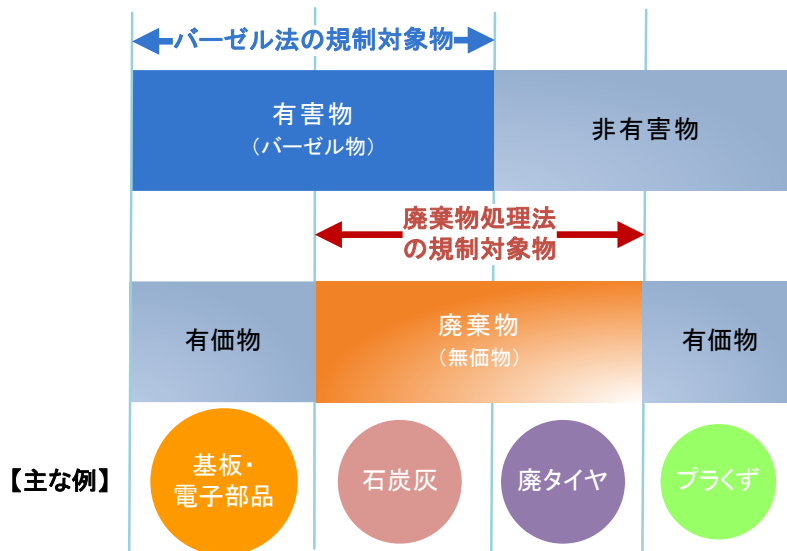 バーゼル法の規制対象物
有害物
（バーゼル物）
非有害物
廃棄物処理法
の規制対象物
有価物
廃棄物
（無価物）
有価物
【主な例】
基板・
電子部品
石炭灰
廃タイヤ
プラくず